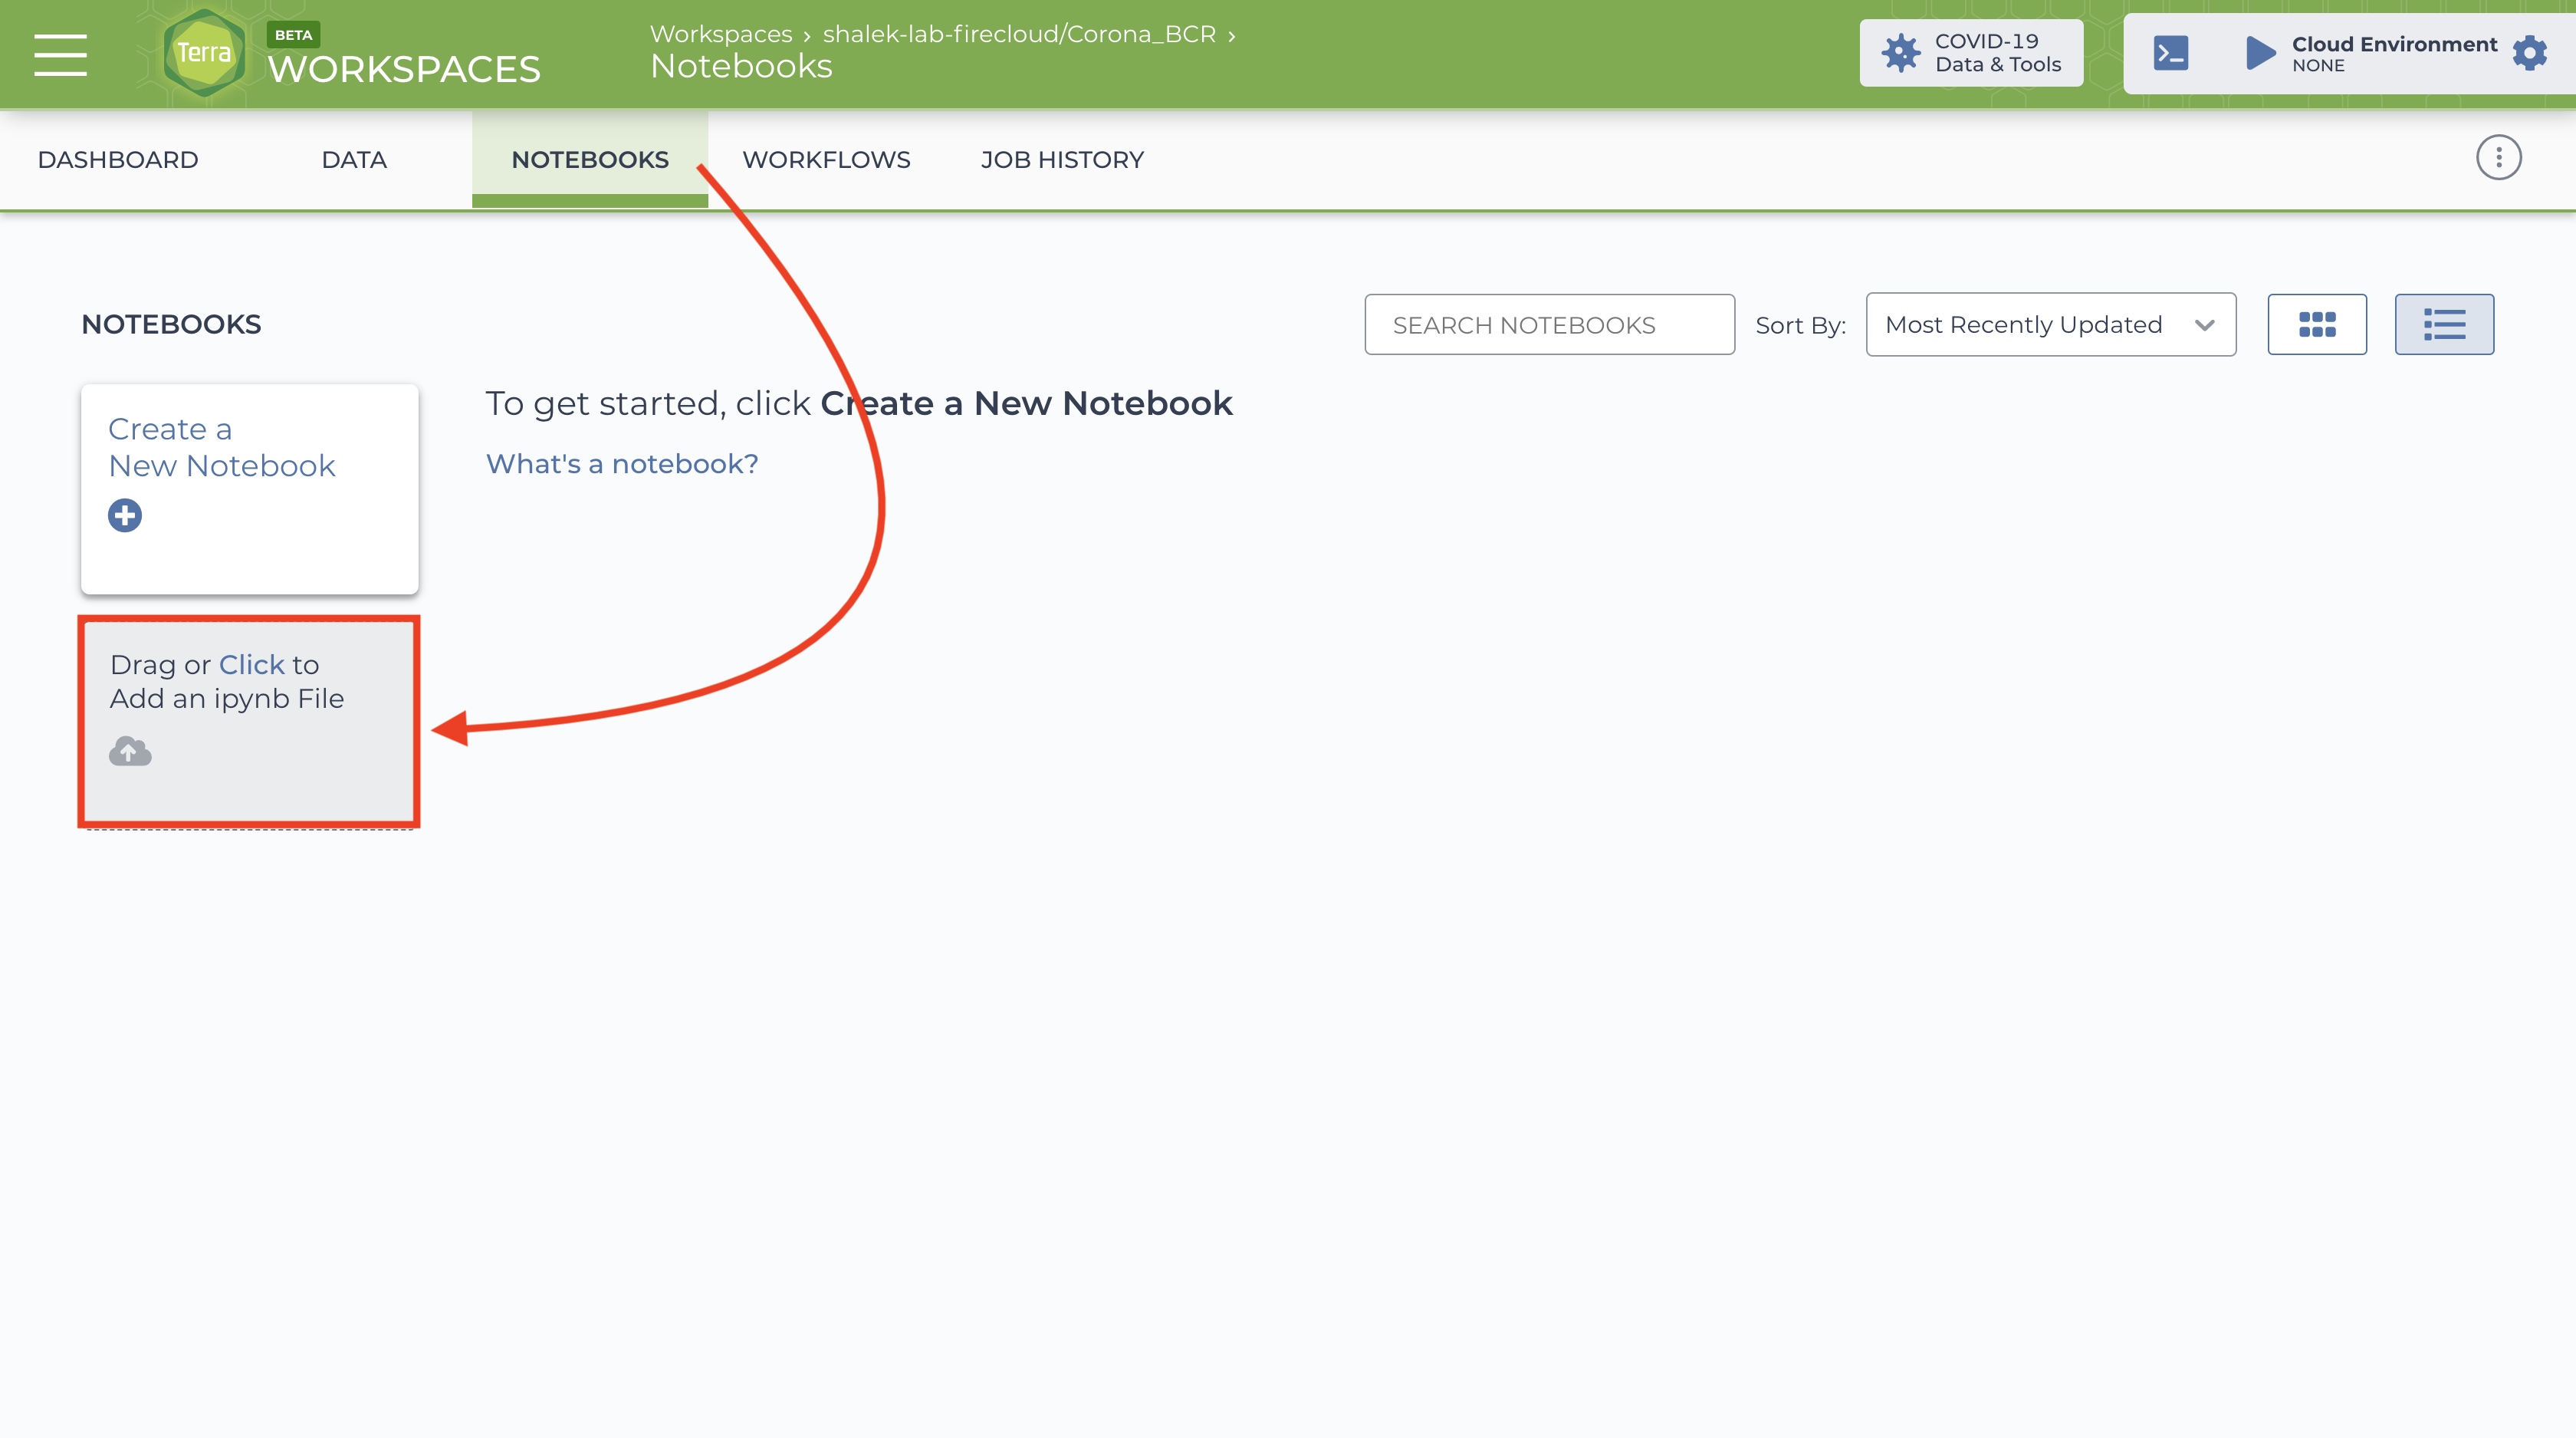 Terra
BETA
WORKSPACES
Workspaces › shalek-lab-firecloud/Corona_BCR ›
Notebooks
COVID-19
Data & Tools
Cloud Environment
NONE
DASHBOARD
DATA
NOTEBOOKS
WORKFLOWS
JOB HISTORY
NOTEBOOKS
SEARCH NOTEBOOKS
Sort By:
Most Recently Updated
Create a
New Notebook
To get started, click Create a New Notebook
What's a notebook?
Drag or Click to
Add an ipynb File